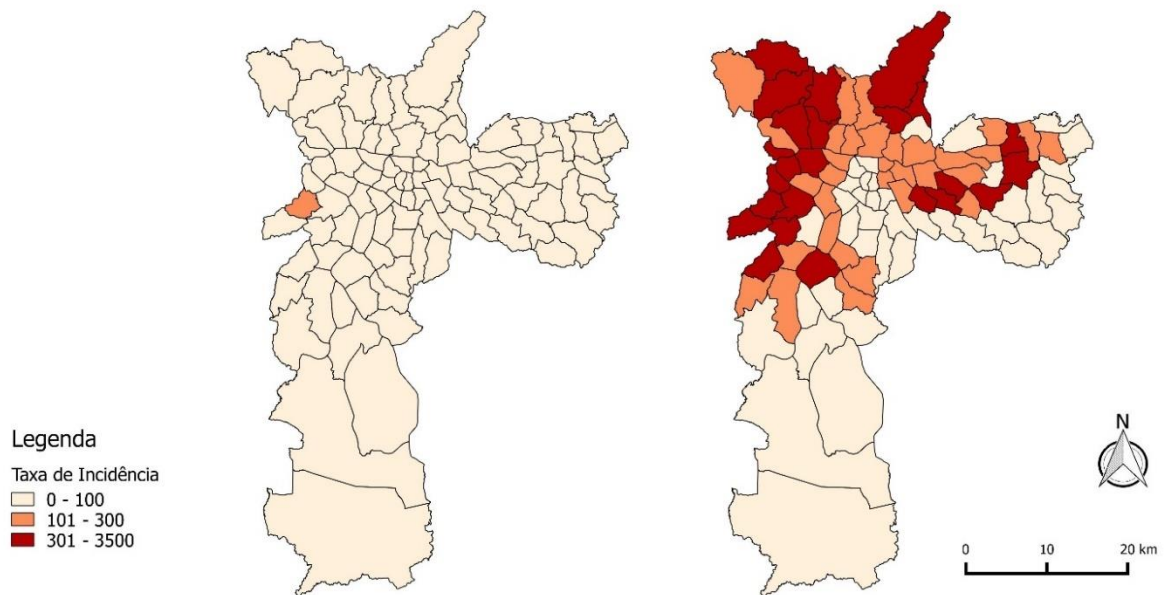 Legenda
Taxa de Incidência
0 - 100
101 - 300
301 - 3500
N
0 10 20 km